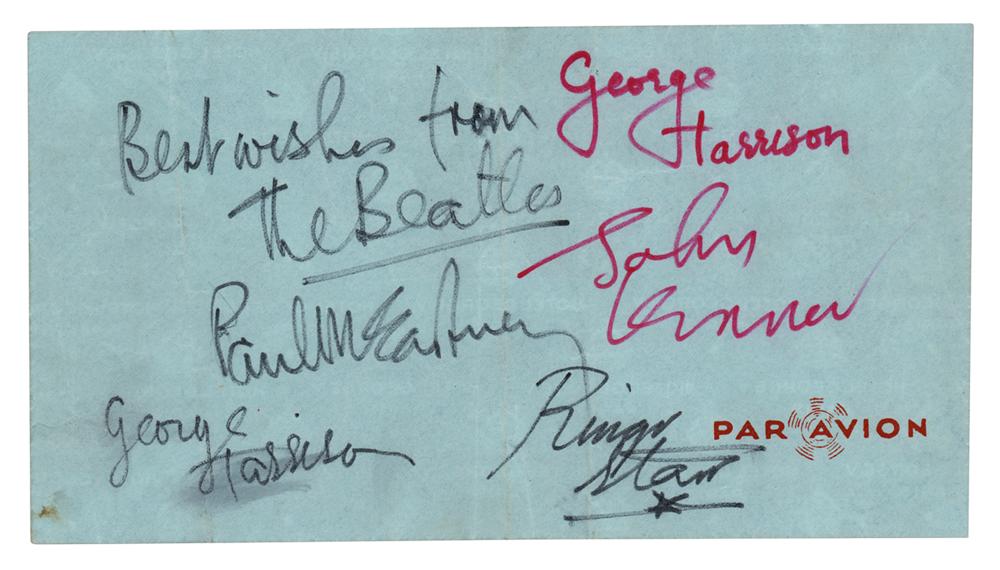 Best wishes from
The Beatles
George
Harrison
John
Lennon
Paul McCartney
George
Harrison
Ringo
Starr
PAR AVION